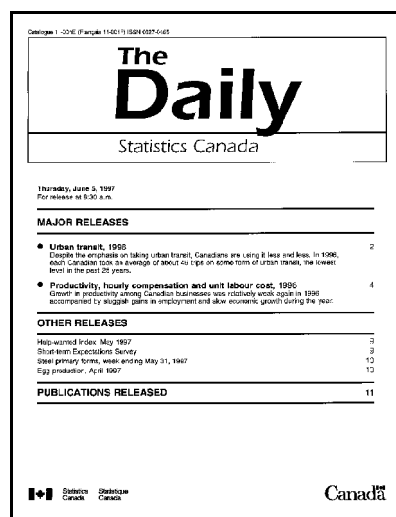 Catalogue 11-001E (Français 11-001F) ISSN 0827-0465
The
Daily
Statistics Canada
Thursday, June 5, 1997
For release at 8:30 a.m.
MAJOR RELEASES
● Urban transit, 1996 2
Despite the emphasis on taking urban transit, Canadians are using it less and less. In 1996,
each Canadian took an average of about 48 trips on some form of urban transit, the lowest
level in the past 25 years.
● Productivity, hourly compensation and unit labour cost, 1996 4
Growth in productivity among Canadian businesses was relatively weak again in 1996
accompanied by sluggish gains in employment and slow economic growth during the year.
OTHER RELEASES
Help-wanted Index, May 1997 9
Short-term Expectations Survey 9
Steel primary forms, week ending May 31, 1997 10
Egg production, April 1997 10
PUBLICATIONS RELEASED 11
Statistics Statistique
Canada Canada
Canada